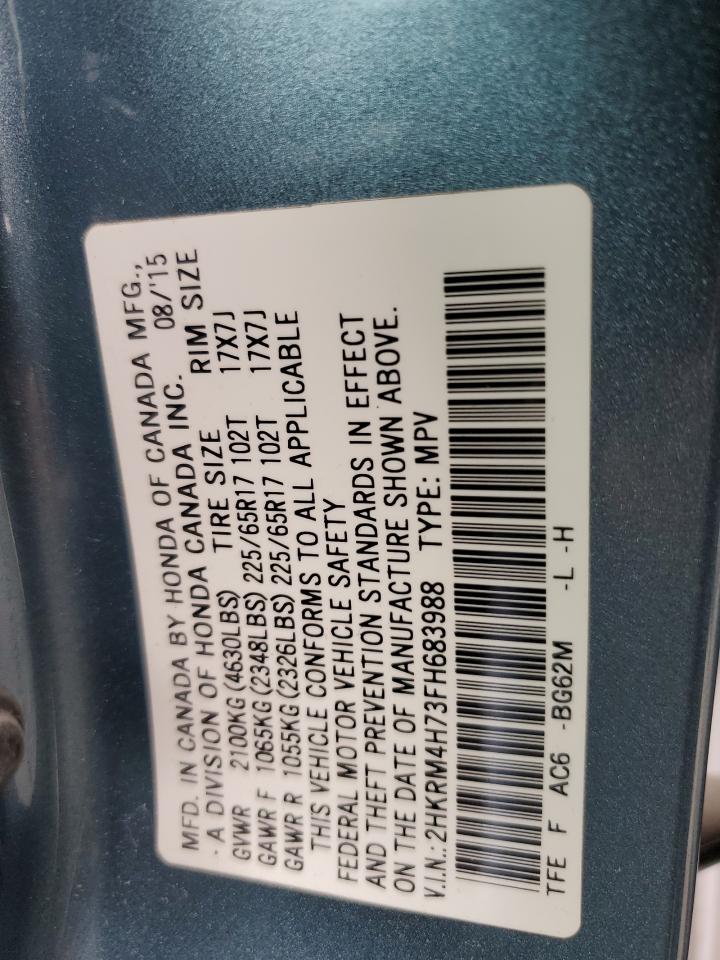 MFD. IN CANADA BY HONDA OF CANADA MFG.,
A DIVISION OF HONDA CANADA INC. 08/'15
GVWR 2100KG (4630LBS) TIRE SIZE RIM SIZE
GAWR F 1065KG (2348LBS) 225/65R17 102T 17X7J
GAWR R 1055KG (2326LBS) 225/65R17 102T 17X7J
THIS VEHICLE CONFORMS TO ALL APPLICABLE
FEDERAL MOTOR VEHICLE SAFETY
AND THEFT PREVENTION STANDARDS IN EFFECT
ON THE DATE OF MANUFACTURE SHOWN ABOVE.
V.I.N.: 2HKRM4H73FH683988 TYPE: MPV
TFE F AC6 -BG62M -L -H